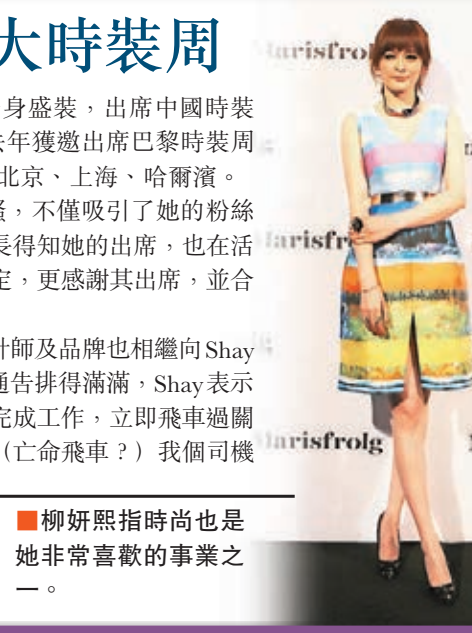 大時裝周
身盛裝，出席中國時裝
去年獲邀出席巴黎時裝周
北京、上海、哈爾濱。
騷，不僅吸引了她的粉絲
長得知她的出席，也在活
定，更感謝其出席，並合
計師及品牌也相繼向Shay
通告排得滿滿，Shay表示
完成工作，立即飛車過關
（亡命飛車？）我個司機
■柳妍熙指時尚也是
她非常喜歡的事業之
一。
Marisfrol
Marisfr
Marisfrolg